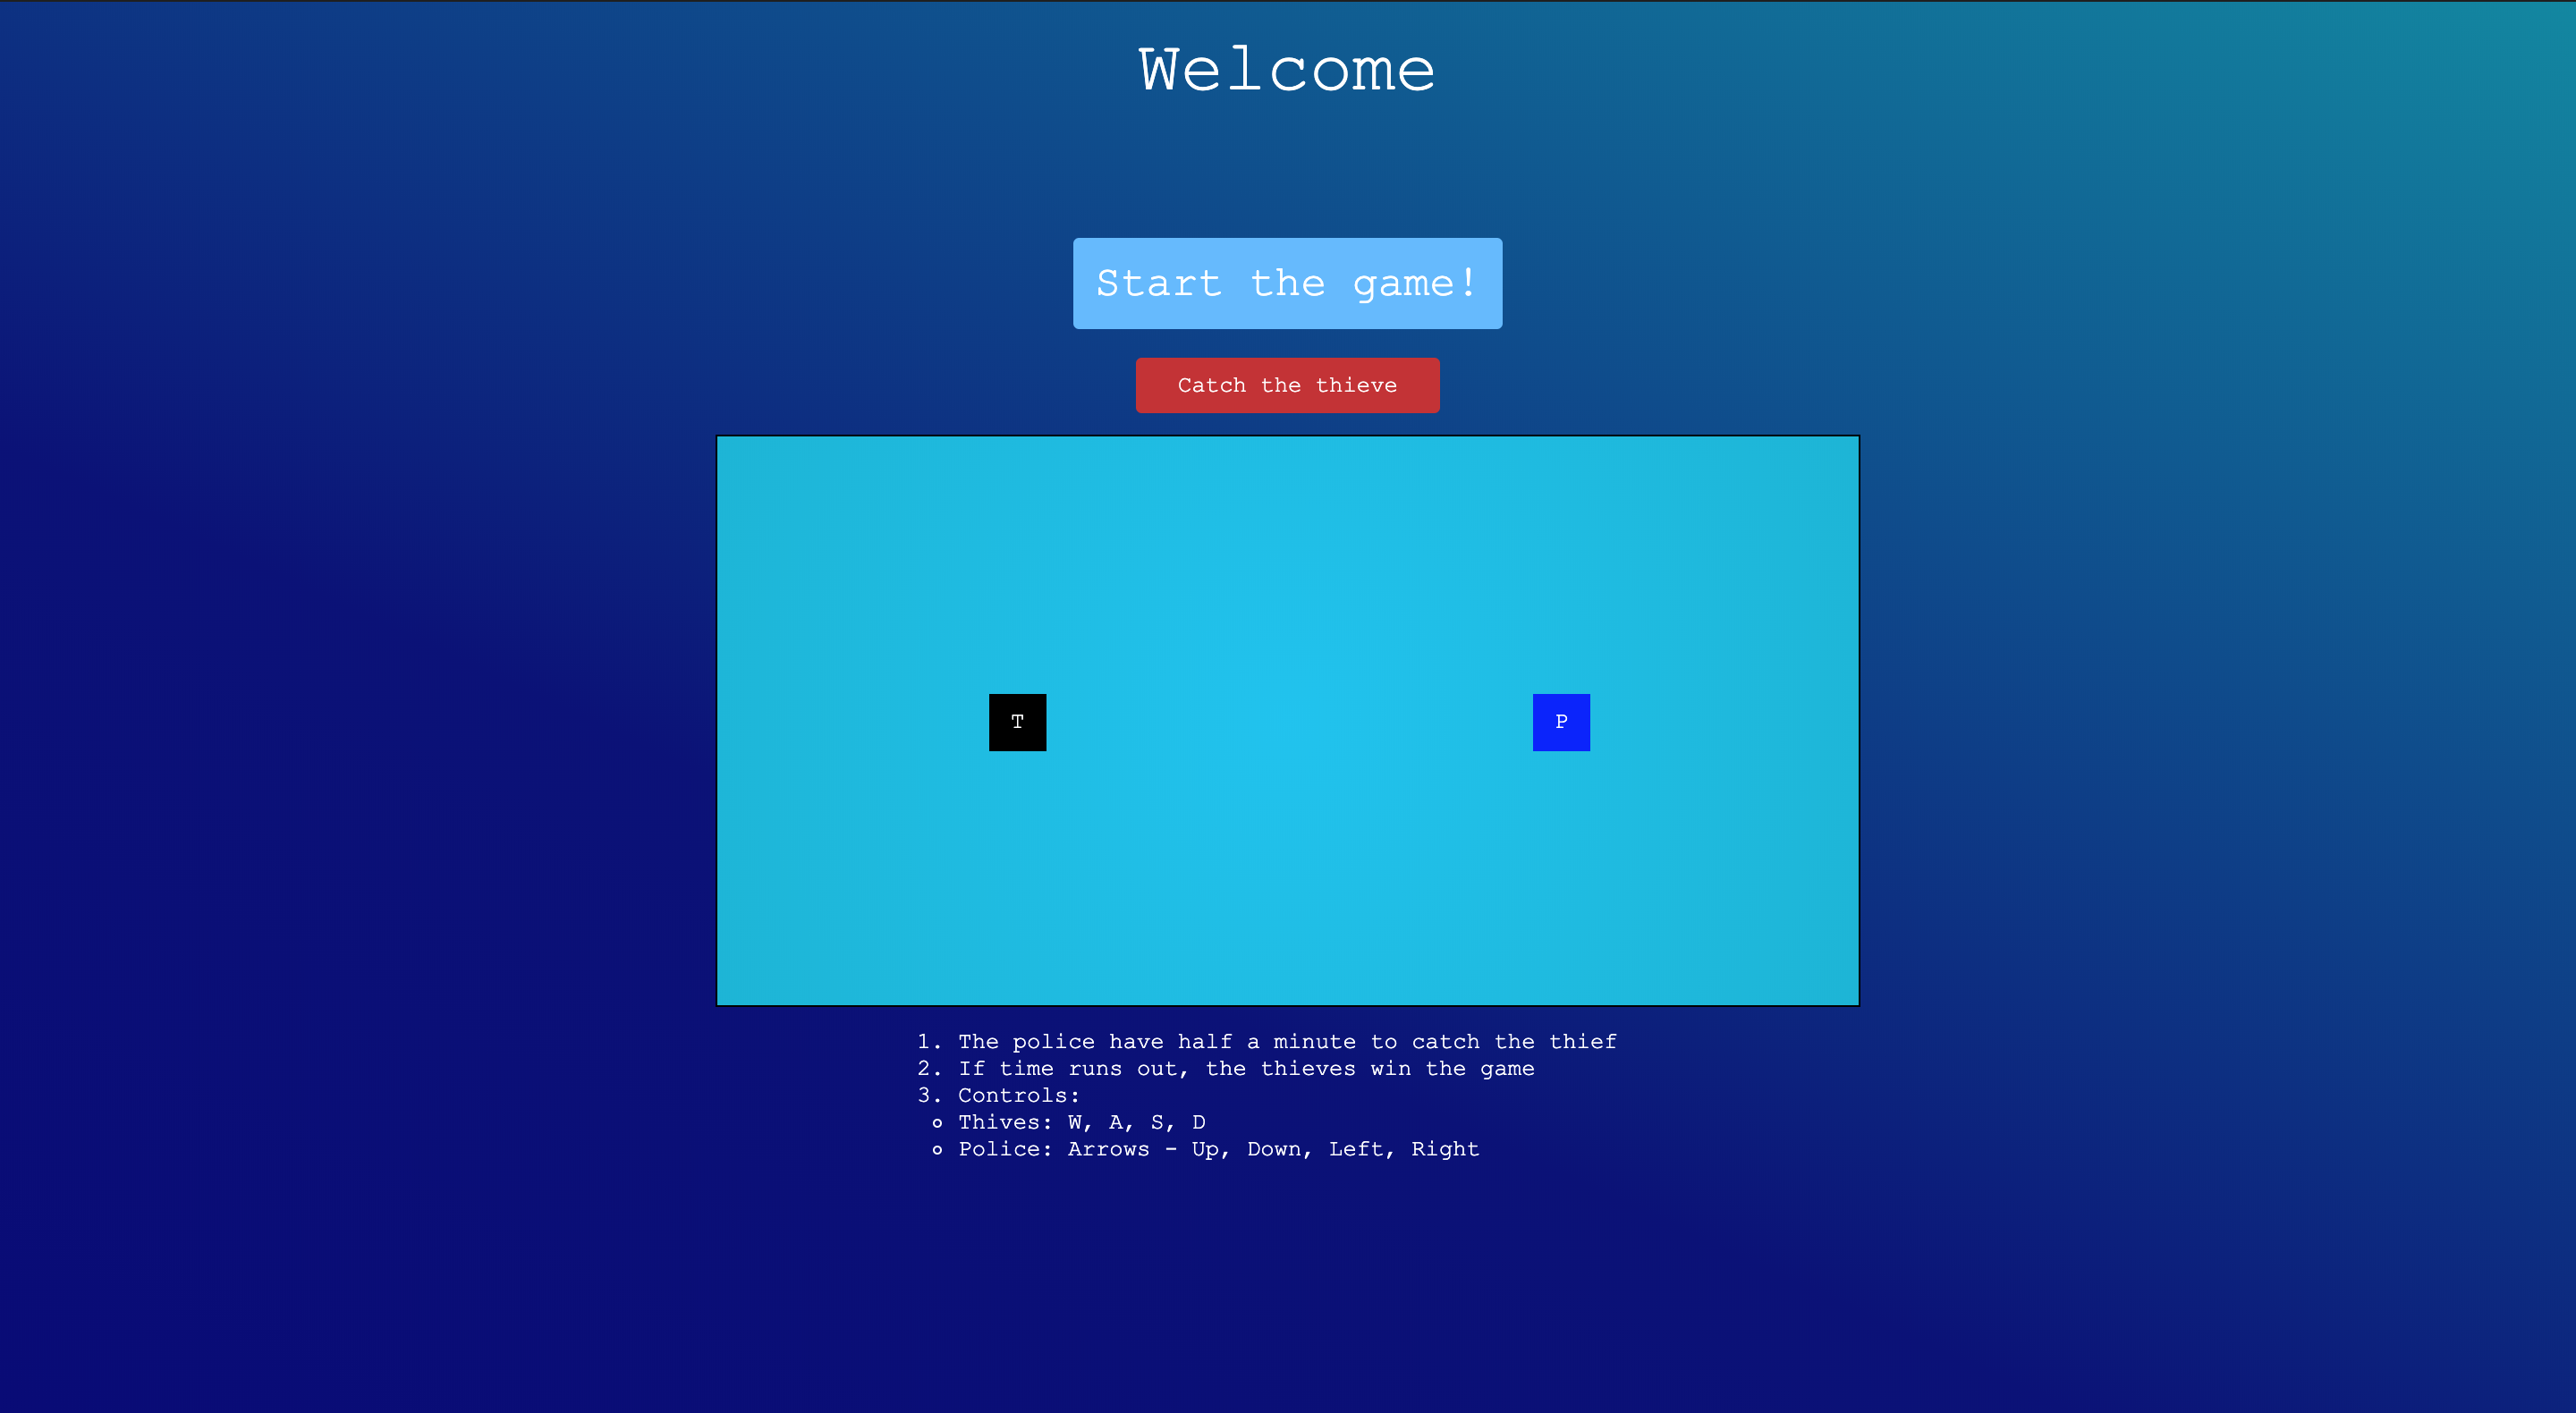 Welcome
Start the game!
Catch the thieve
T
P
1. The police have half a minute to catch the thief
2. If time runs out, the thieves win the game
3. Controls:
Thives: W, A, S, D
Police: Arrows - Up, Down, Left, Right